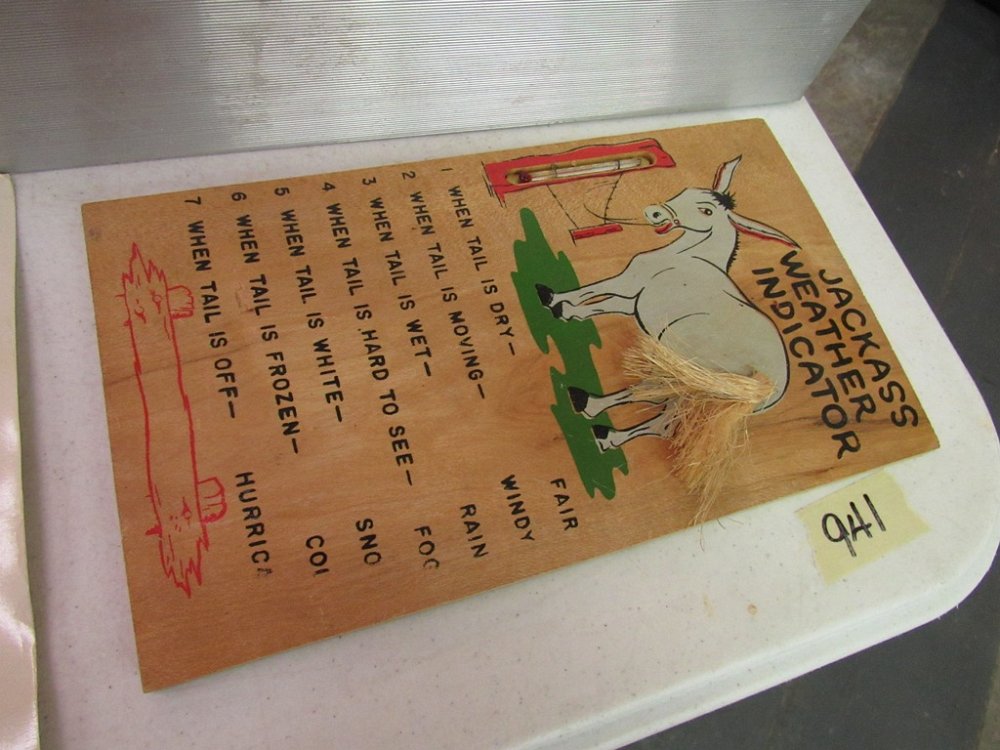 JACKASS
WEATHER
INDICATOR
1 WHEN TAIL IS DRY— FAIR
2 WHEN TAIL IS MOVING— WINDY
3 WHEN TAIL IS WET— RAIN
4 WHEN TAIL IS HARD TO SEE— FOG
5 WHEN TAIL IS WHITE— SNO
6 WHEN TAIL IS FROZEN— COL
7 WHEN TAIL IS OFF— HURRICA
941